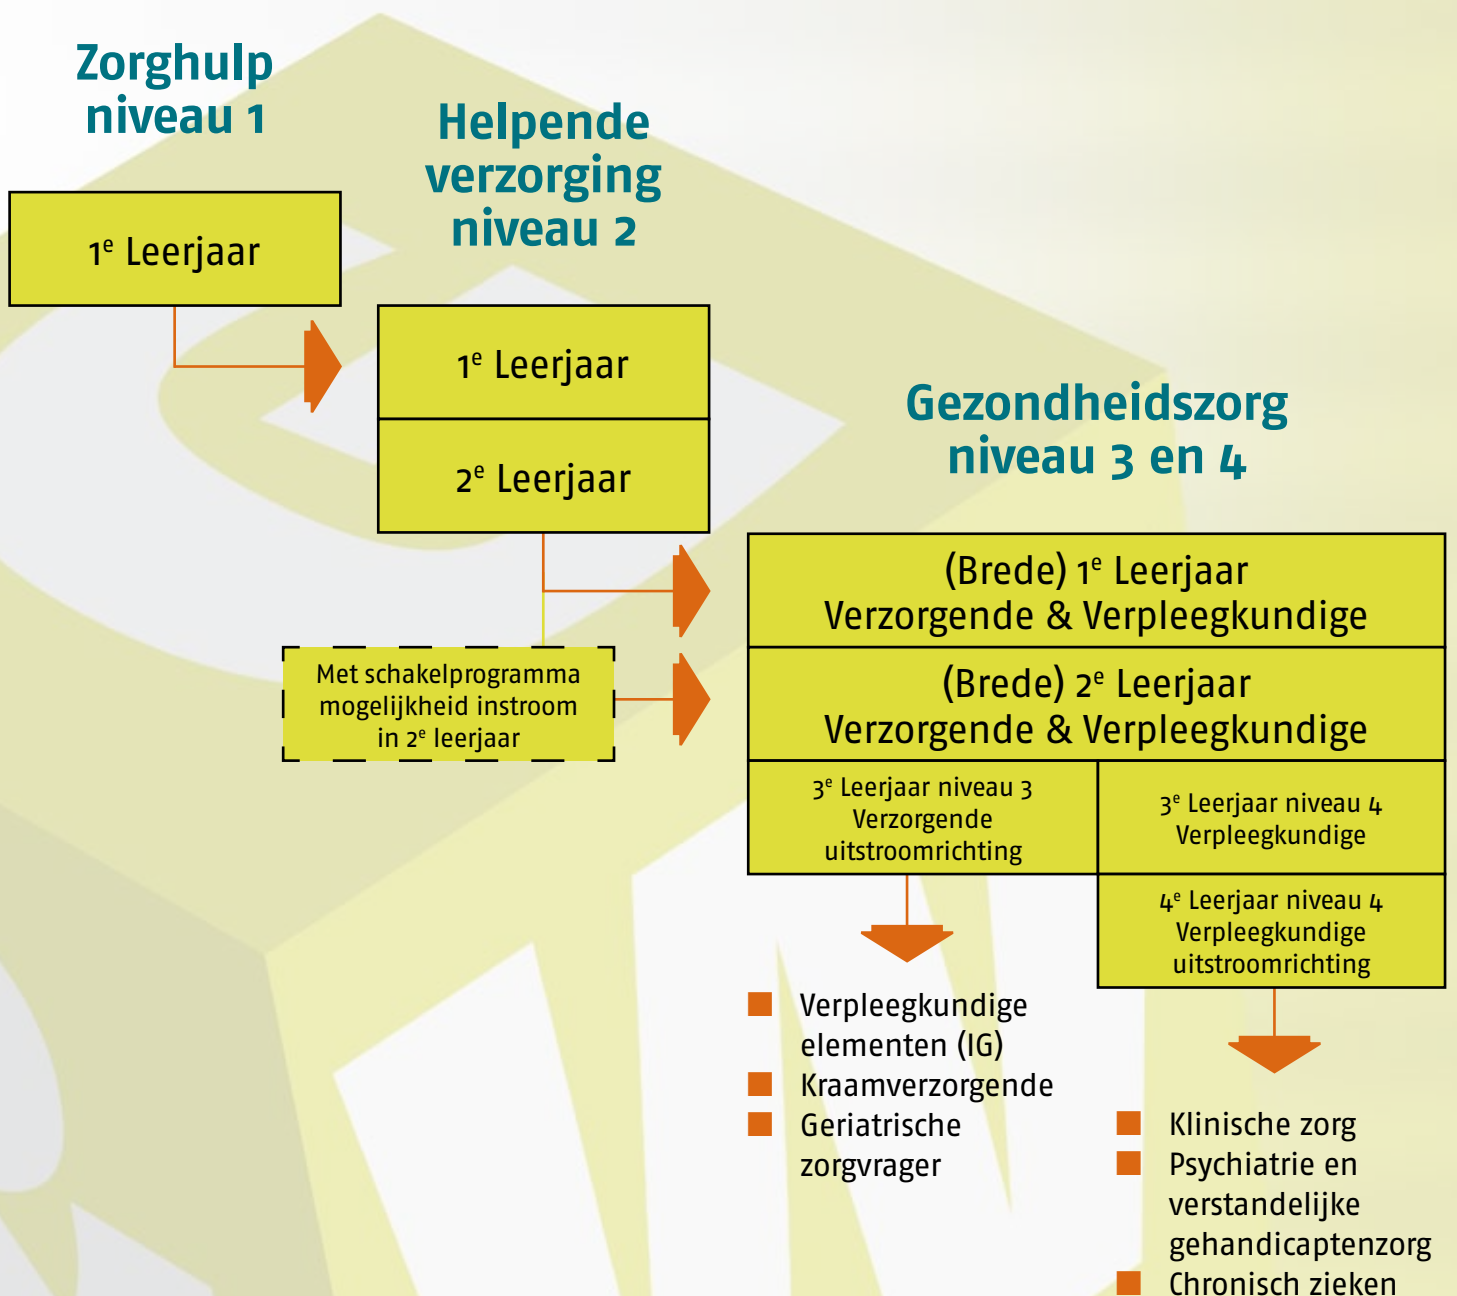 Zorghulp
niveau 1
1e Leerjaar
Helpende
verzorging
niveau 2
1e Leerjaar
2e Leerjaar
Gezondheidszorg
niveau 3 en 4
(Brede) 1e Leerjaar
Verzorgende & Verpleegkundige
Met schakelprogramma
mogelijkheid instroom
in 2e leerjaar
(Brede) 2e Leerjaar
Verzorgende & Verpleegkundige
3e Leerjaar niveau 3
Verzorgende
uitstroomrichting
3e Leerjaar niveau 4
Verpleegkundige
4e Leerjaar niveau 4
Verpleegkundige
uitstroomrichting
Verpleegkundige
elementen (IG)
Kraamverzorgende
Geriatrische
zorgvrager
Klinische zorg
Psychiatrie en
verstandelijke
gehandicaptenzorg
Chronisch zieken